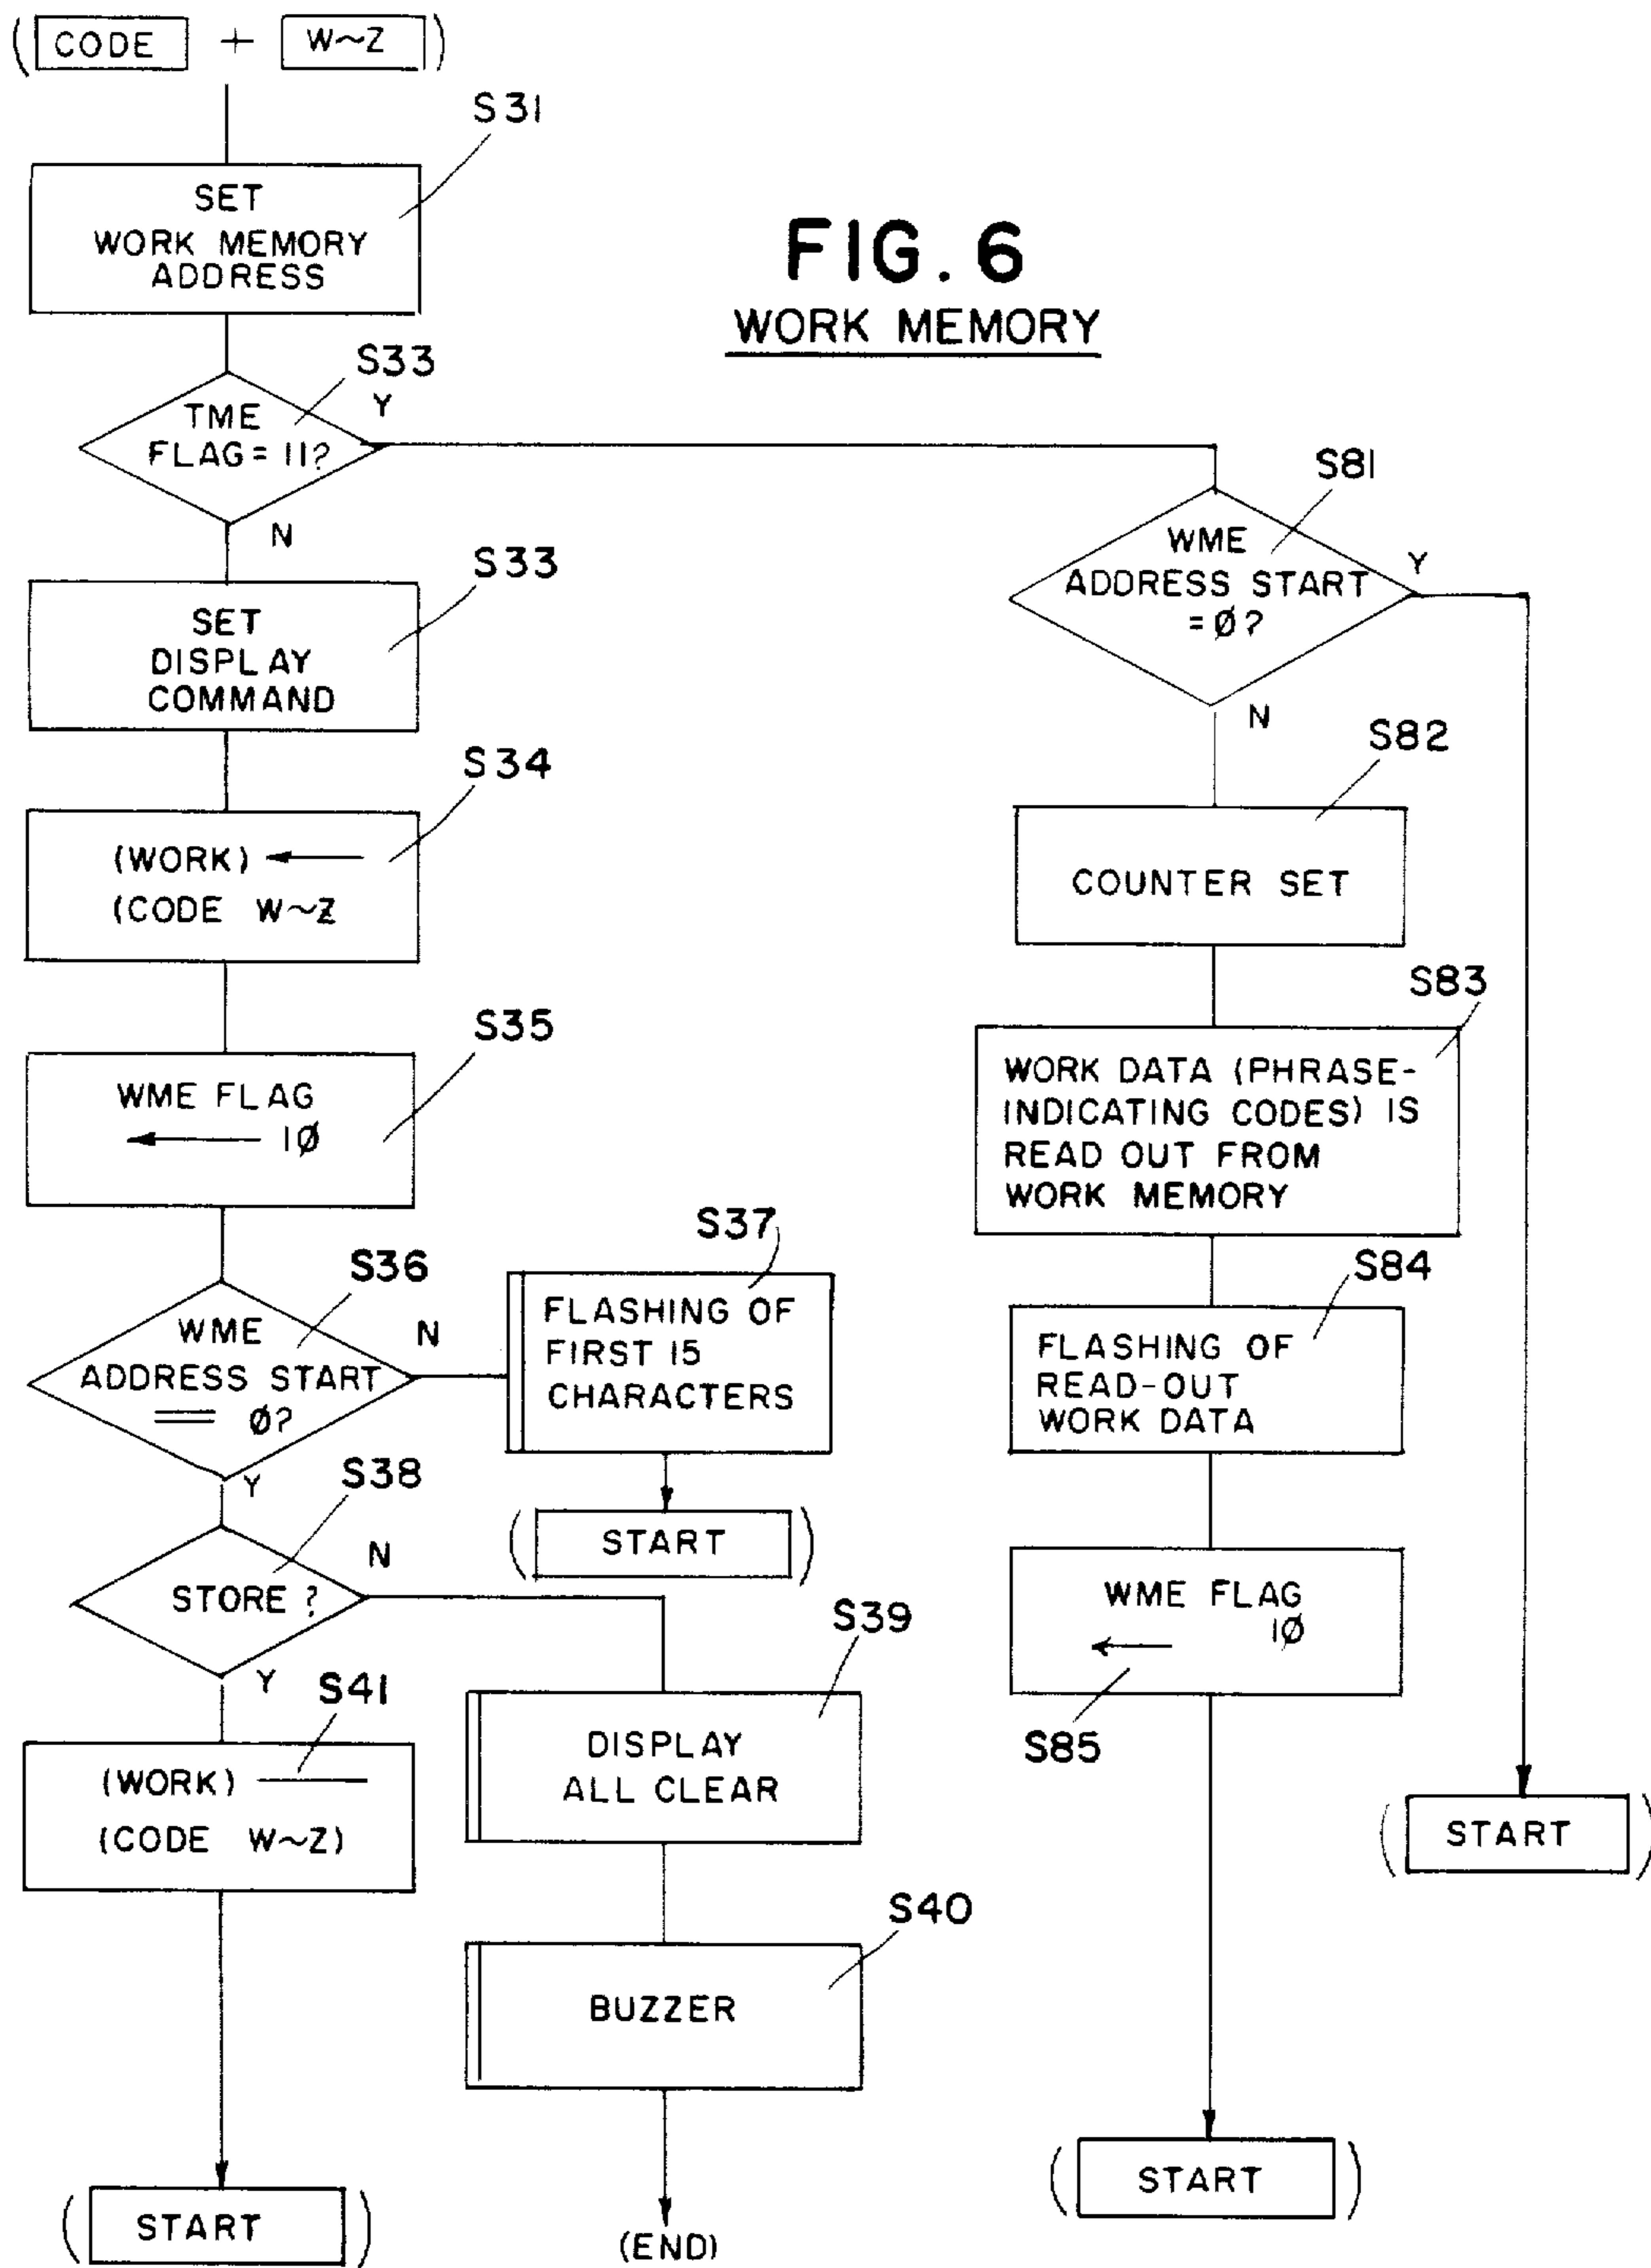 (CODE + W~Z)
S31
SET
WORK MEMORY
ADDRESS
FIG. 6
WORK MEMORY
S33
TME
FLAG = 11?
Y
N
S33
SET
DISPLAY
COMMAND
S34
(WORK) ←
(CODE W~Z
S35
WME FLAG
← 1Ø
S36
WME
ADDRESS START
= Ø?
N
Y
S37
FLASHING OF
FIRST 15
CHARACTERS
(START)
S38
STORE ?
N
Y
S41
(WORK) —
(CODE W~Z)
(START)
S39
DISPLAY
ALL CLEAR
S40
BUZZER
(END)
S81
WME
ADDRESS START
= Ø?
Y
N
S82
COUNTER SET
S83
WORK DATA (PHRASE-
INDICATING CODES) IS
READ OUT FROM
WORK MEMORY
S84
FLASHING OF
READ-OUT
WORK DATA
WME FLAG
← 1Ø
S85
(START)
(START)